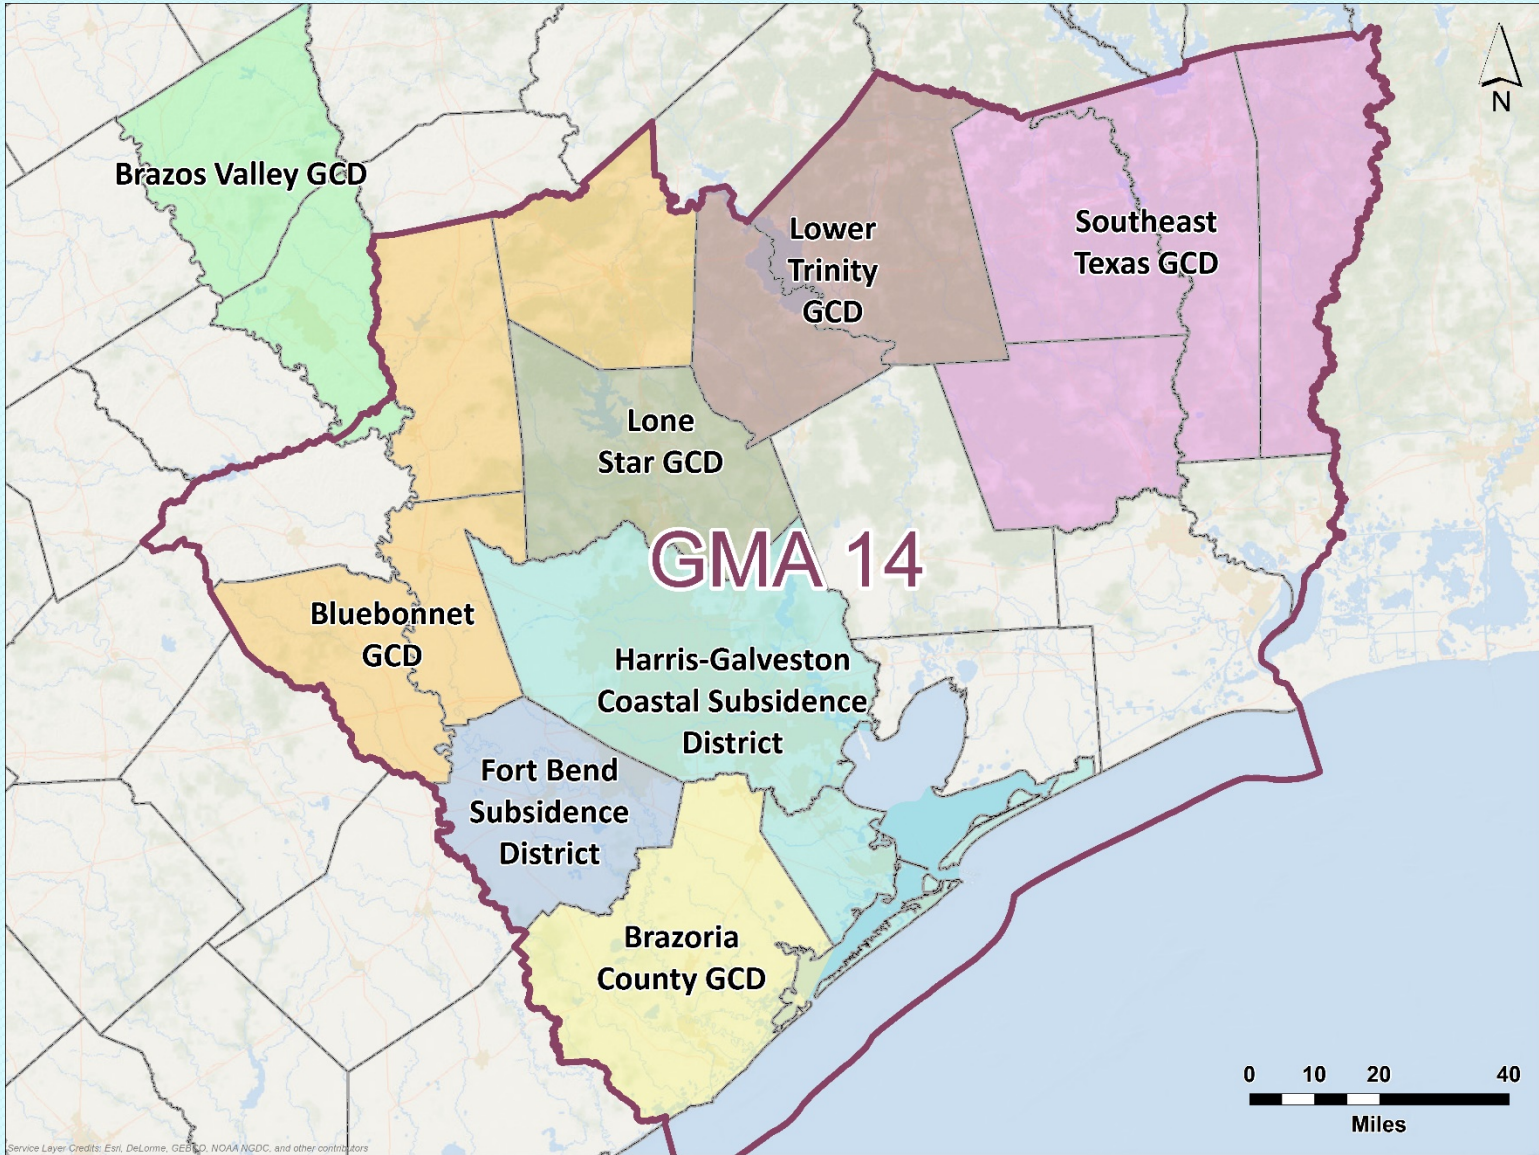 N
Brazos Valley GCD
Lower
Trinity
GCD
Southeast
Texas GCD
Lone
Star GCD
GMA 14
Bluebonnet
GCD
Harris-Galveston
Coastal Subsidence
District
Fort Bend
Subsidence
District
Brazoria
County GCD
0 10 20 40
Miles
Service Layer Credits: Esri, DeLorme, GEBCO, NOAA NGDC, and other contributors